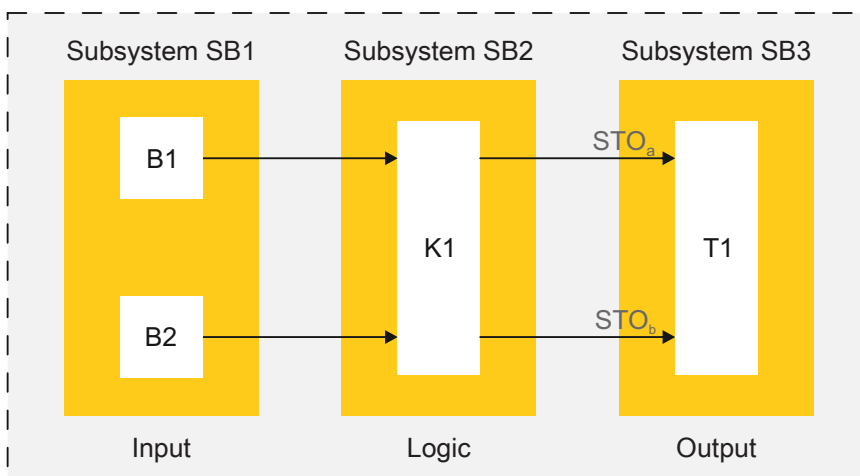 Subsystem SB1
Subsystem SB2
Subsystem SB3
B1
STOa
K1
T1
B2
STOb
Input
Logic
Output